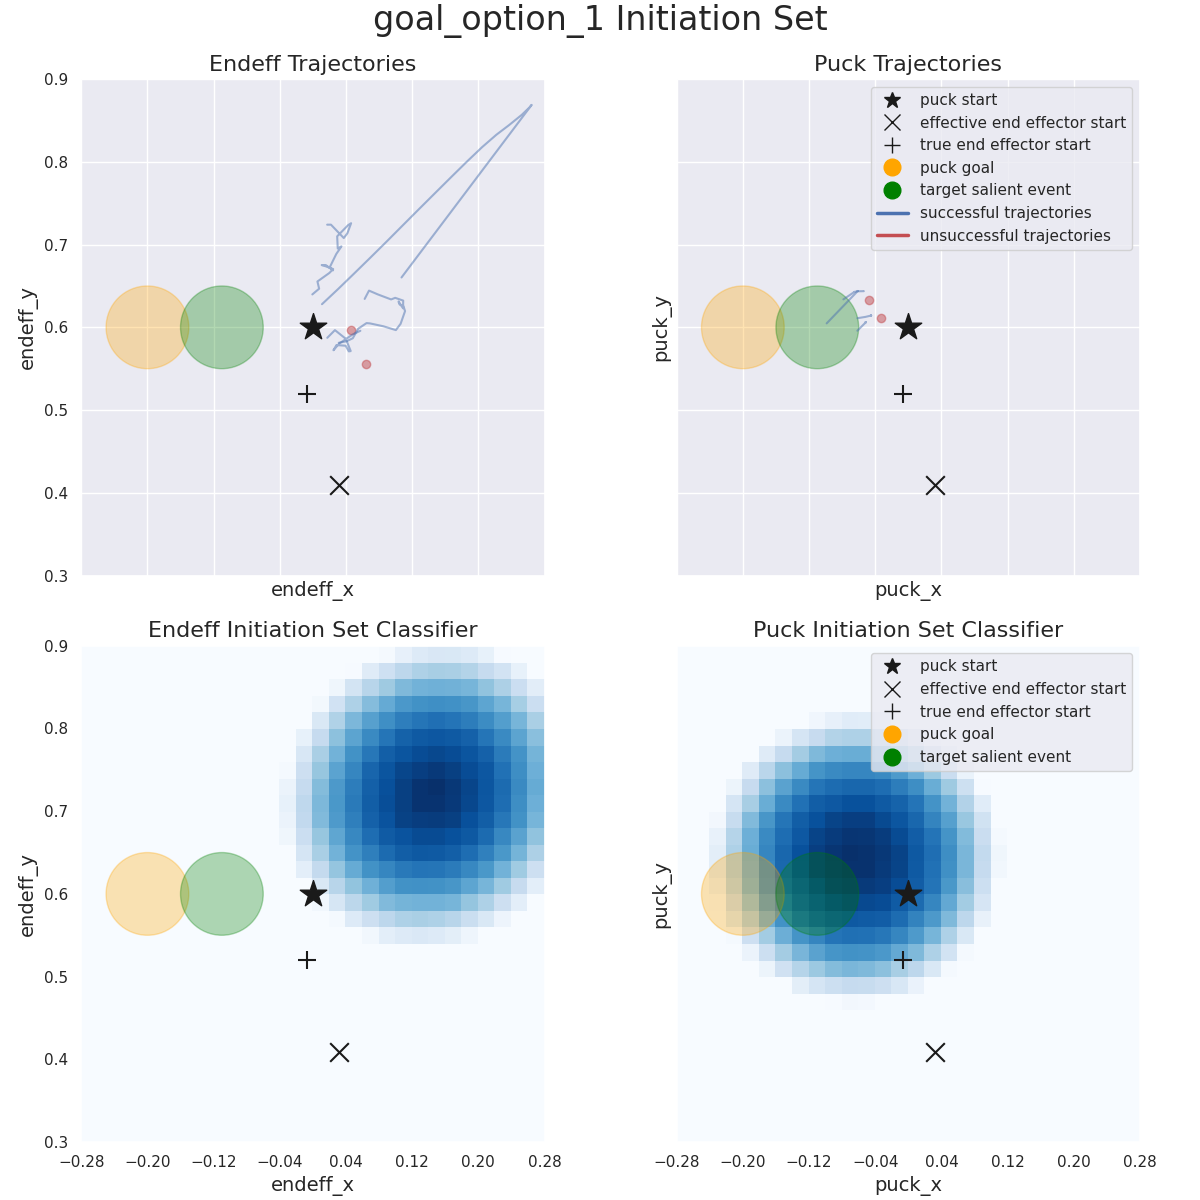 goal_option_1 Initiation Set
Endeff Trajectories
0.9
0.8
0.7
0.6
0.5
0.4
0.3
endeff_y
endeff_x
Puck Trajectories
puck start
effective end effector start
true end effector start
puck goal
target salient event
successful trajectories
unsuccessful trajectories
puck_y
puck_x
Endeff Initiation Set Classifier
0.9
0.8
0.7
0.6
0.5
0.4
0.3
endeff_y
−0.28 −0.20 −0.12 −0.04 0.04 0.12 0.20 0.28
endeff_x
Puck Initiation Set Classifier
puck start
effective end effector start
true end effector start
puck goal
target salient event
puck_y
−0.28 −0.20 −0.12 −0.04 0.04 0.12 0.20 0.28
puck_x